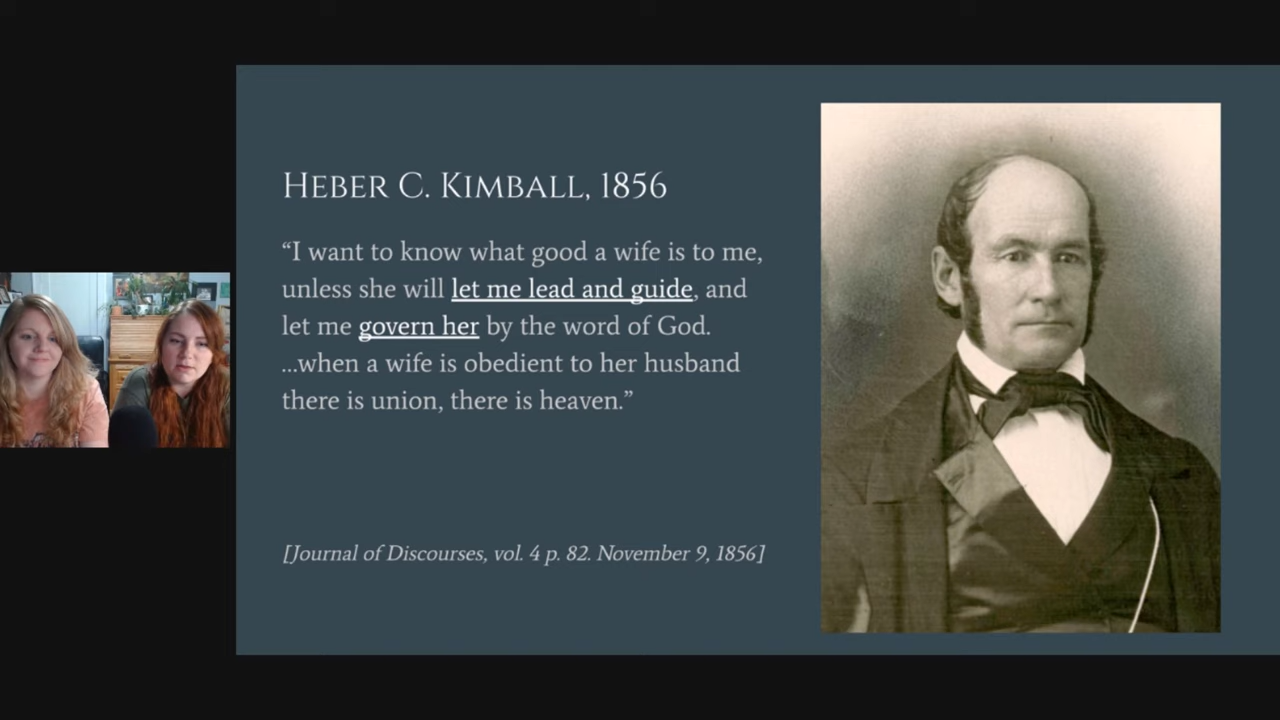 HEBER C. KIMBALL, 1856
“I want to know what good a wife is to me,
unless she will let me lead and guide, and
let me govern her by the word of God.
...when a wife is obedient to her husband
there is union, there is heaven.”
[Journal of Discourses, vol. 4 p. 82. November 9, 1856]